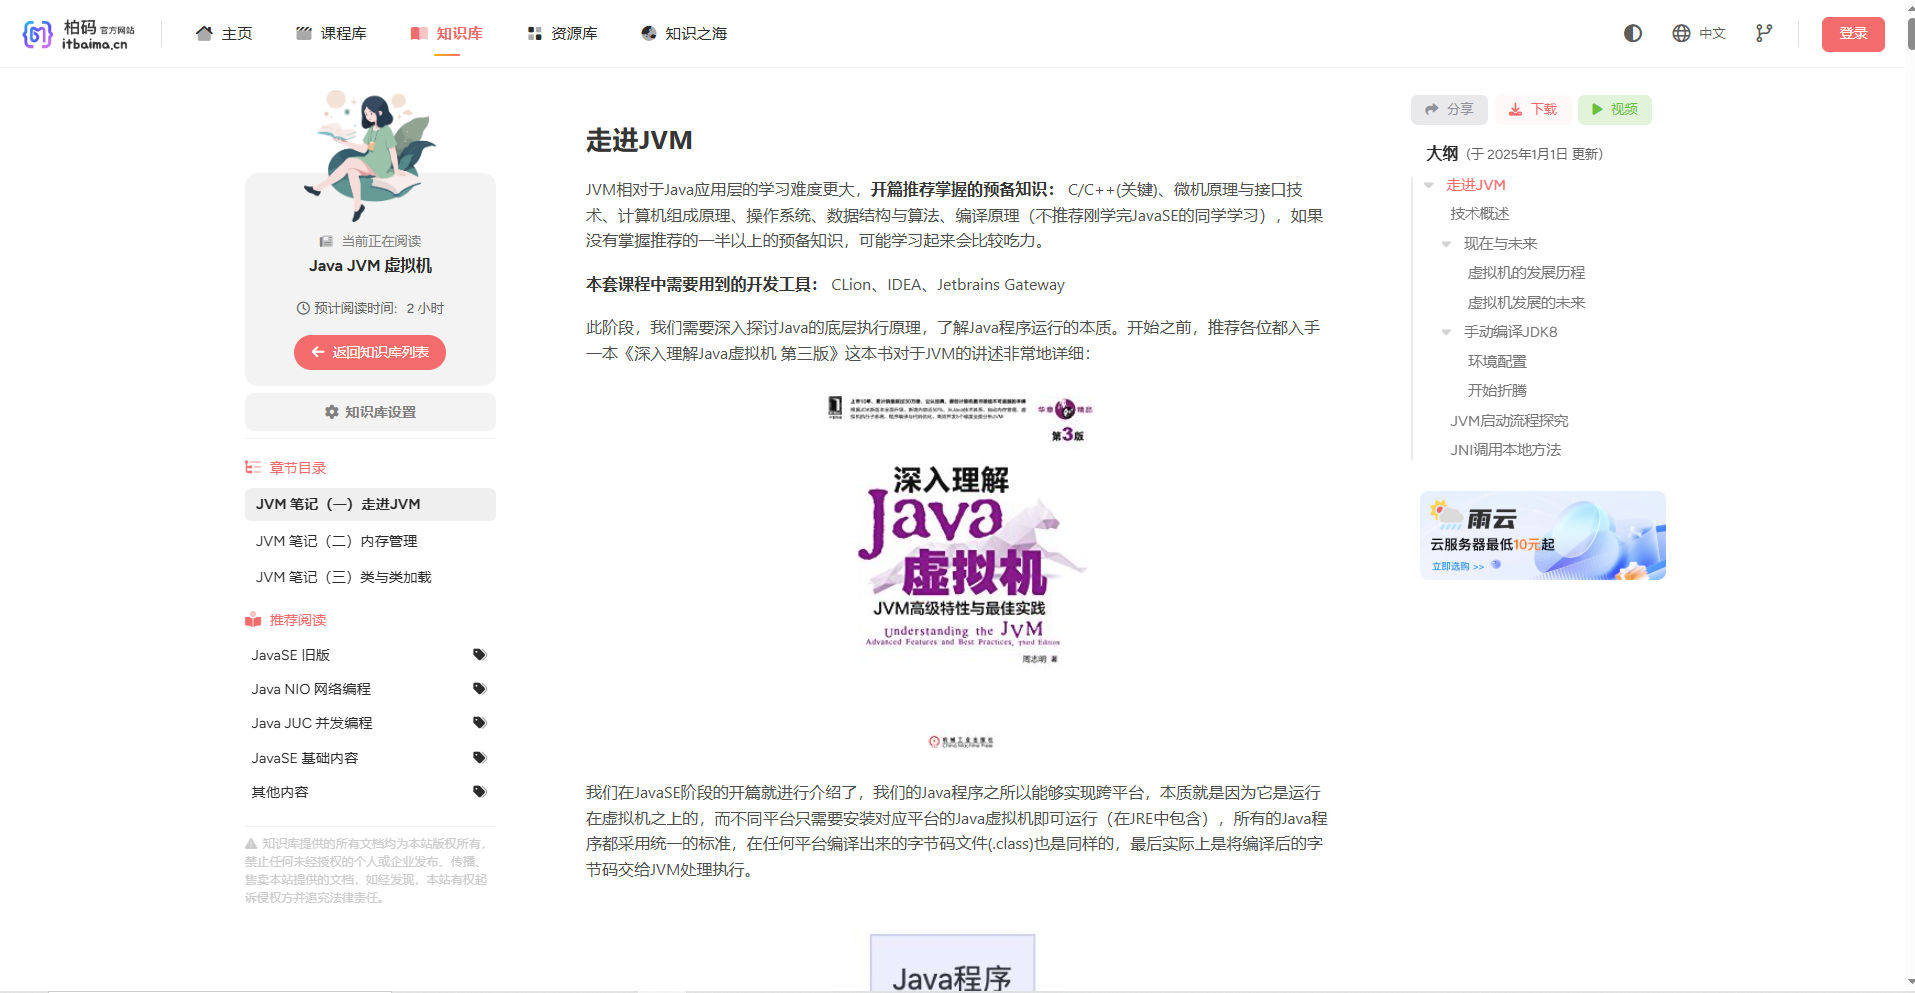 柏码 官方网站
itbaima.cn
主页
课程库
知识库
资源库
知识之海
中文
登录
当前正在阅读
Java JVM 虚拟机
预计阅读时间: 2 小时
返回知识库列表
知识库设置
章节目录
JVM 笔记（一）走进JVM
JVM 笔记（二）内存管理
JVM 笔记（三）类与类加载
推荐阅读
JavaSE 旧版
Java NIO 网络编程
Java JUC 并发编程
JavaSE 基础内容
其他内容
知识库提供的所有文档均为本站版权所有，
禁止任何未经授权的个人或企业发布、传播、
售卖本站提供的文档，如经发现，本站有权起
诉侵权方并追究法律责任。
走进JVM
JVM相对于Java应用层的学习难度更大，开篇推荐掌握的预备知识： C/C++(关键)、微机原理与接口技
术、计算机组成原理、操作系统、数据结构与算法、编译原理（不推荐刚学完JavaSE的同学学习），如果
没有掌握推荐的一半以上的预备知识，可能学习起来会比较吃力。
本套课程中需要用到的开发工具： CLion、IDEA、Jetbrains Gateway
此阶段，我们需要深入探讨Java的底层执行原理，了解Java程序运行的本质。开始之前，推荐各位都入手
一本《深入理解Java虚拟机 第三版》这本书对于JVM的讲述非常地详细：
华章精品
第3版
深入理解
Java
虚拟机
JVM高级特性与最佳实践
Understanding the JVM
Advanced Features and Best Practices, Third Edition
周志明 著
机械工业出版社
China Machine Press
我们在JavaSE阶段的开篇就进行介绍了，我们的Java程序之所以能够实现跨平台，本质就是因为它是运行
在虚拟机之上的，而不同平台只需要安装对应平台的Java虚拟机即可运行（在JRE中包含），所有的Java程
序都采用统一的标准，在任何平台编译出来的字节码文件(.class)也是同样的，最后实际上是将编译后的字
节码交给JVM处理执行。
Java程序
分享
下载
视频
大纲（于 2025年1月1日 更新）
走进JVM
技术概述
现在与未来
虚拟机的发展历程
虚拟机发展的未来
手动编译JDK8
环境配置
开始折腾
JVM启动流程探究
JNI调用本地方法
雨云
云服务器最低10元起
立即选购 >>